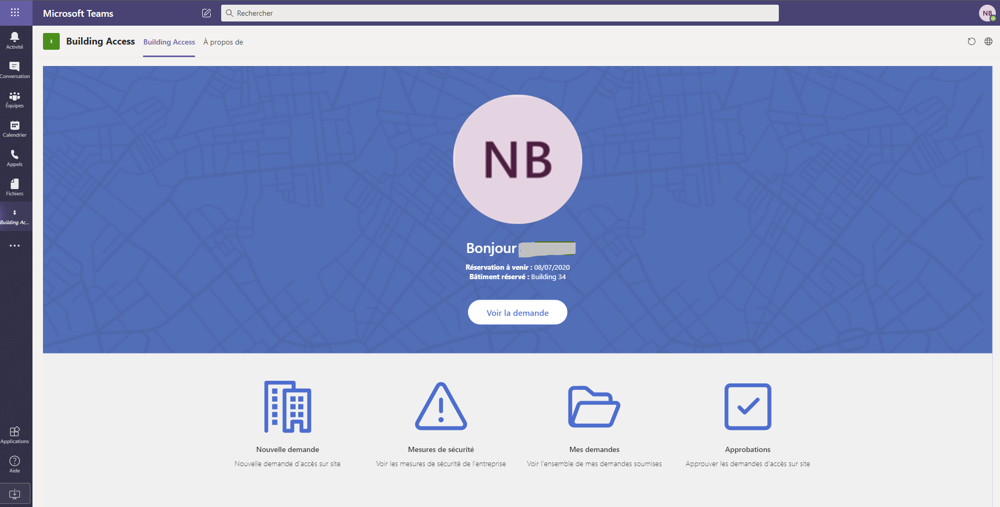 Microsoft Teams
Rechercher
NB
Activité
Conversation
Équipes
Calendrier
Appels
Fichiers
Building Ac...
Applications
Aide
Building Access
Building Access
À propos de
NB
Bonjour
Réservation à venir : 08/07/2020
Bâtiment réservé : Building 34
Voir la demande
Nouvelle demande
Nouvelle demande d'accès sur site
Mesures de sécurité
Voir les mesures de sécurité de l'entreprise
Mes demandes
Voir l'ensemble de mes demandes soumises
Approbations
Approuver les demandes d'accès sur site